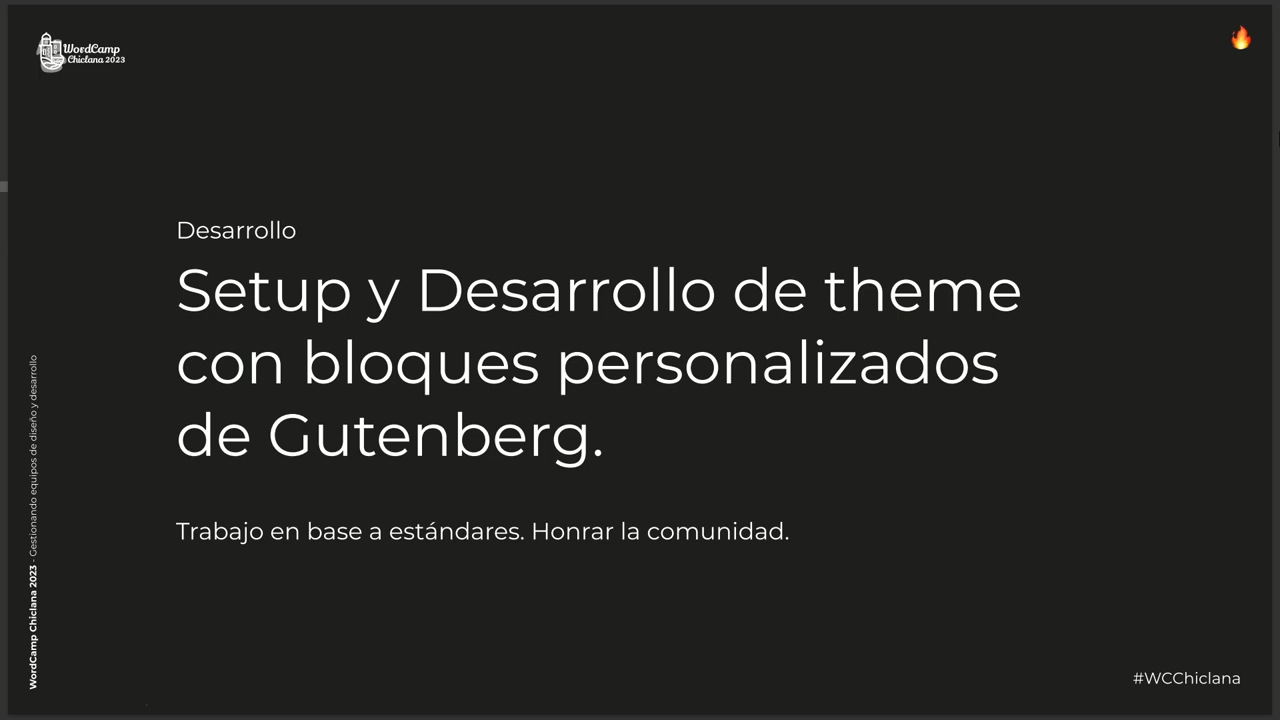 WordCamp
Chiclana 2023
Desarrollo
Setup y Desarrollo de theme
con bloques personalizados
de Gutenberg.
Trabajo en base a estándares. Honrar la comunidad.
WordCamp Chiclana 2023 - Gestionando equipos de diseño y desarrollo
#WCChiclana